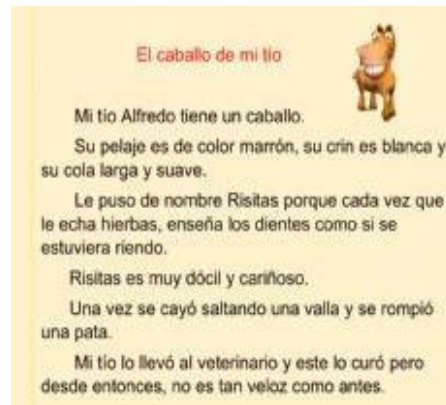 El caballo de mi tío
Mi tío Alfredo tiene un caballo.
Su pelaje es de color marrón, su crin es blanca y
su cola larga y suave.
Le puso de nombre Risitas porque cada vez que
le echa hierbas, enseña los dientes como si se
estuviera riendo.
Risitas es muy dócil y cariñoso.
Una vez se cayó saltando una valla y se rompió
una pata.
Mi tío lo llevó al veterinario y este lo curó pero
desde entonces, no es tan veloz como antes.